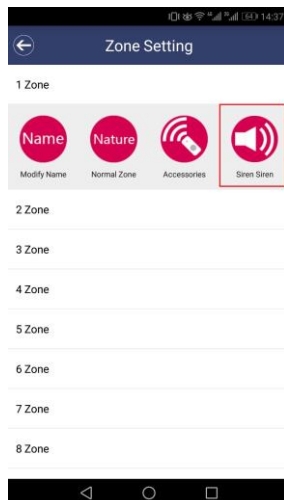 14:37
Zone Setting
1 Zone
Name Nature
Modify Name Normal Zone Accessories Siren Siren
2 Zone
3 Zone
4 Zone
5 Zone
6 Zone
7 Zone
8 Zone